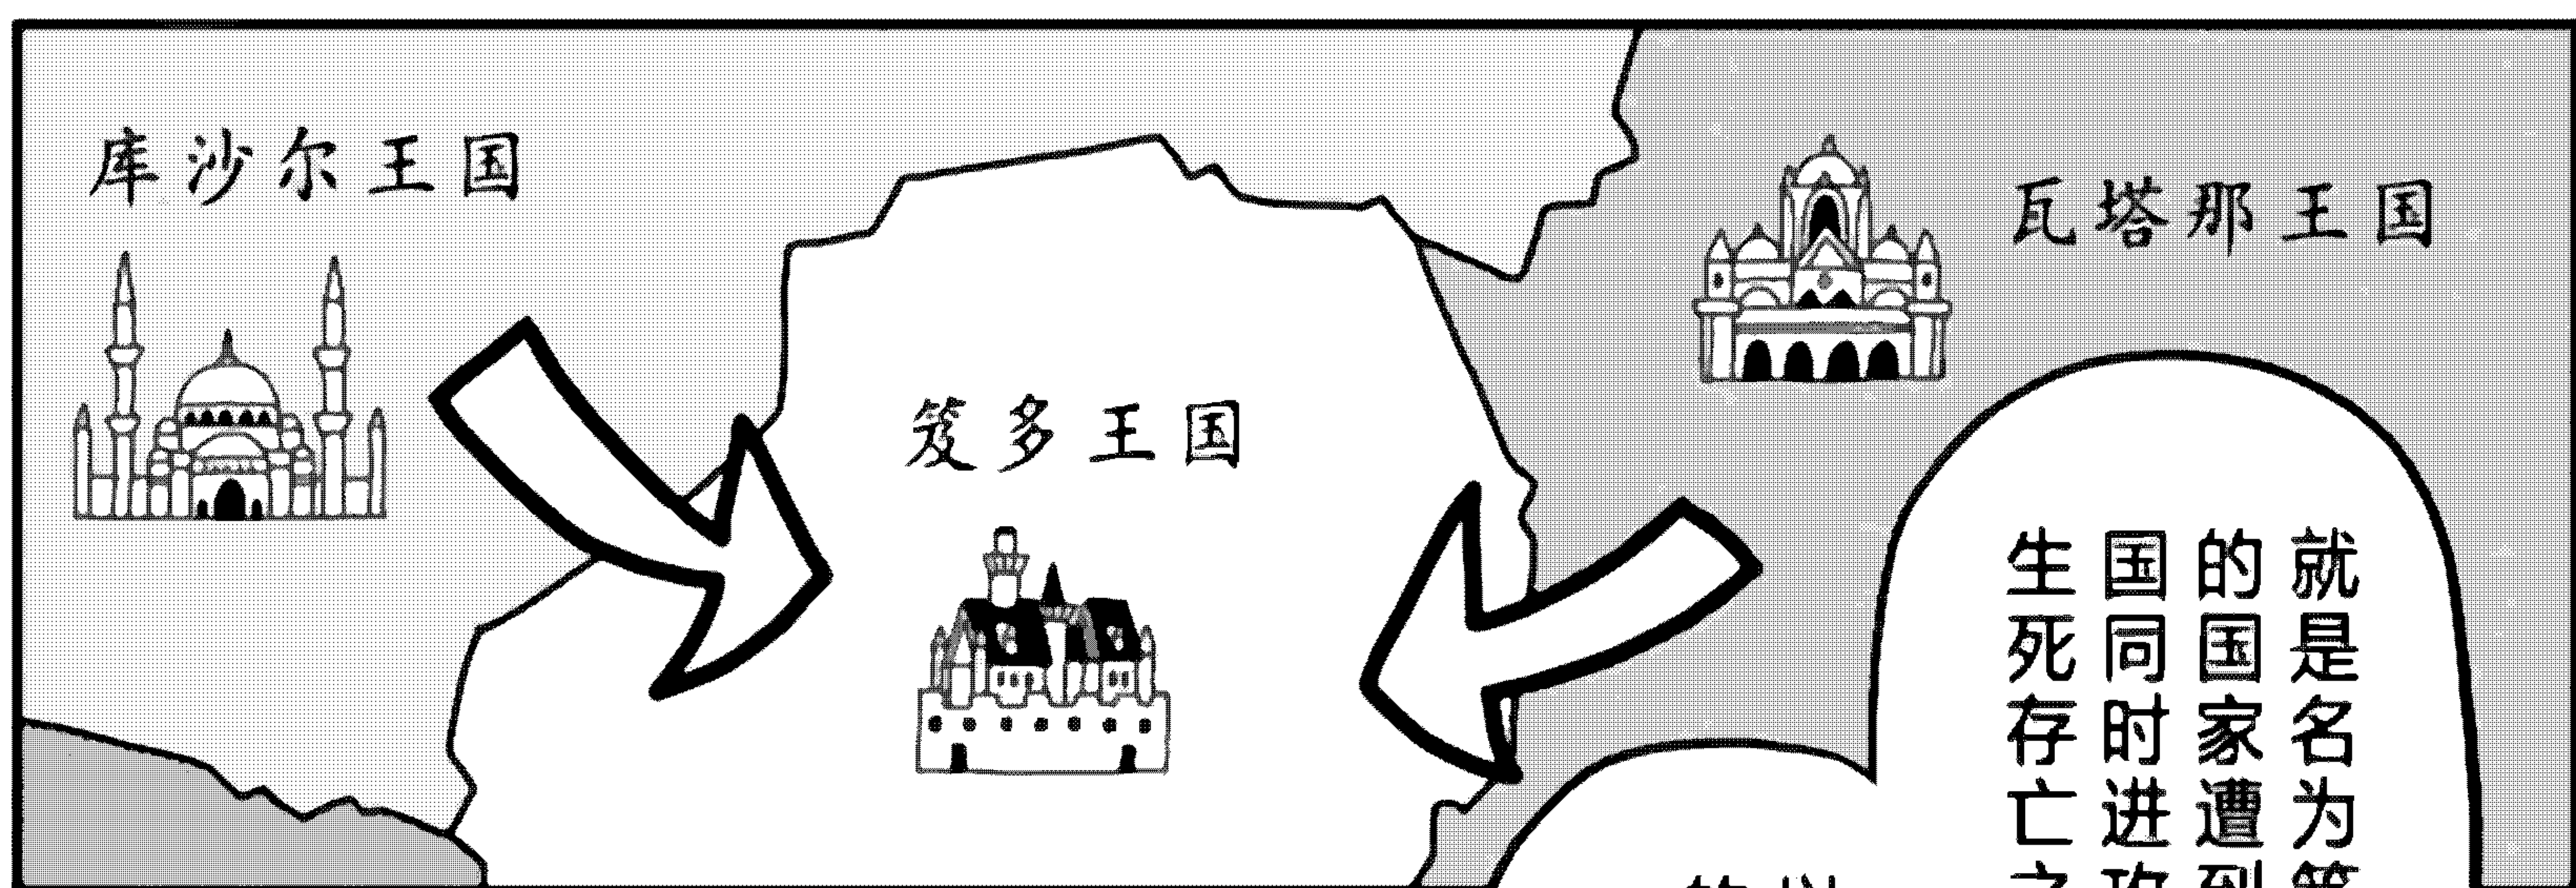 库沙尔王国
瓦塔那王国
笈多王国
就是名为
的国家遭到
国同时进攻
生死存亡之